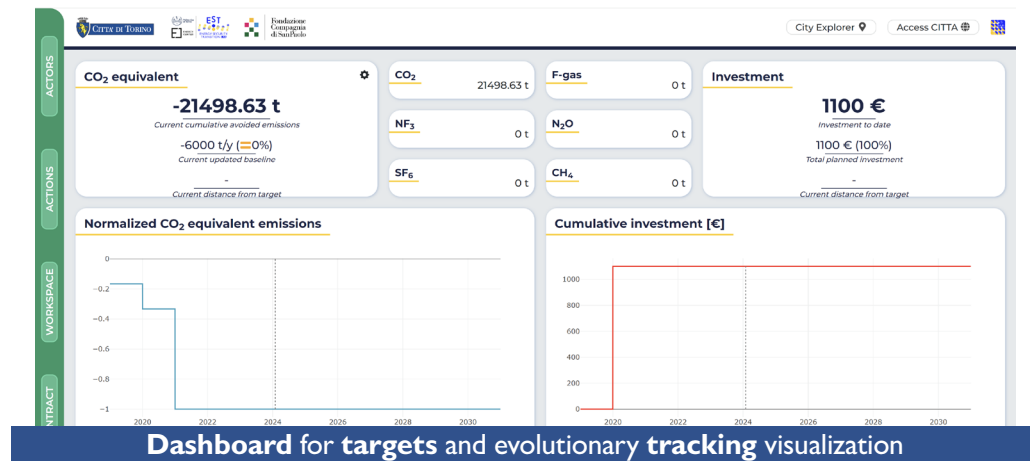 CITTA' DI TORINO
EST
Fondazione
Compagnia
di SanPaolo
City Explorer
Access CITTA
ACTORS
ACTIONS
WORKSPACE
NTRACT
CO₂ equivalent
-21498.63 t
Current cumulative avoided emissions
-6000 t/y (=0%)
Current updated baseline
-
Current distance from target
CO₂
21498.63 t
F-gas
0 t
NF₃
0 t
N₂O
0 t
SF₆
0 t
CH₄
0 t
Investment
1100 €
Investment to date
1100 € (100%)
Total planned investment
-
Current distance from target
Normalized CO₂ equivalent emissions
0
−0.2
−0.4
−0.6
−0.8
−1
2020 2022 2024 2026 2028 2030
Cumulative investment [€]
1000
800
600
400
200
0
2020 2022 2024 2026 2028 2030
Dashboard for targets and evolutionary tracking visualization